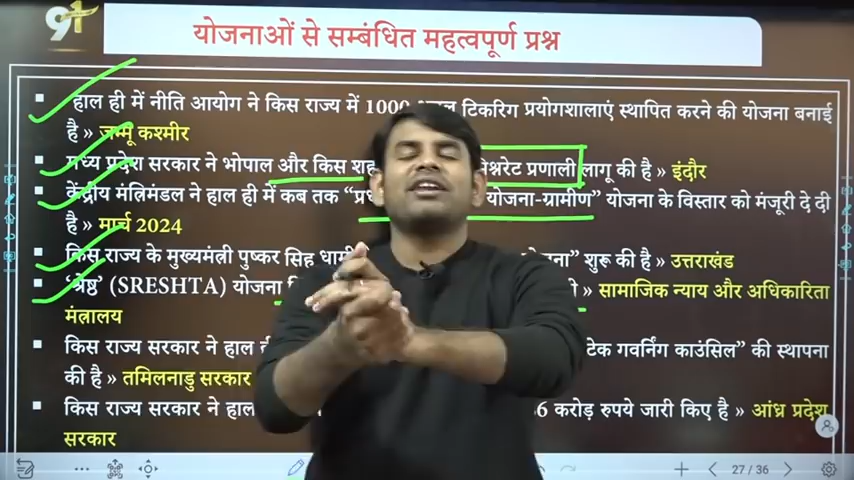 91
योजनाओं से सम्बंधित महत्वपूर्ण प्रश्न
हाल ही में नीति आयोग ने किस राज्य में 1000 टिकरिंग प्रयोगशालाएं स्थापित करने की योजना बनाई
है » जम्मू कश्मीर
मध्य प्रदेश सरकार ने भोपाल और किस प्रणाली लागू की है » इंदौर
केंद्रीय मंत्रिमंडल ने हाल ही में कब तक योजना-ग्रामीण” योजना के विस्तार को मंजूरी दे दी
है » मार्च 2024
किस राज्य के मुख्यमंत्री पुष्कर सिंह शुरू की है » उत्तराखंड
‘श्रेष्ठ’ (SRESHTA) योजना » सामाजिक न्याय और अधिकारिता
मंत्रालय
किस राज्य सरकार ने हाल गवर्निंग काउंसिल” की स्थापना
की है » तमिलनाडु सरकार
किस राज्य सरकार ने हाल करोड़ रुपये जारी किए है » आंध्र प्रदेश
सरकार
27 / 36